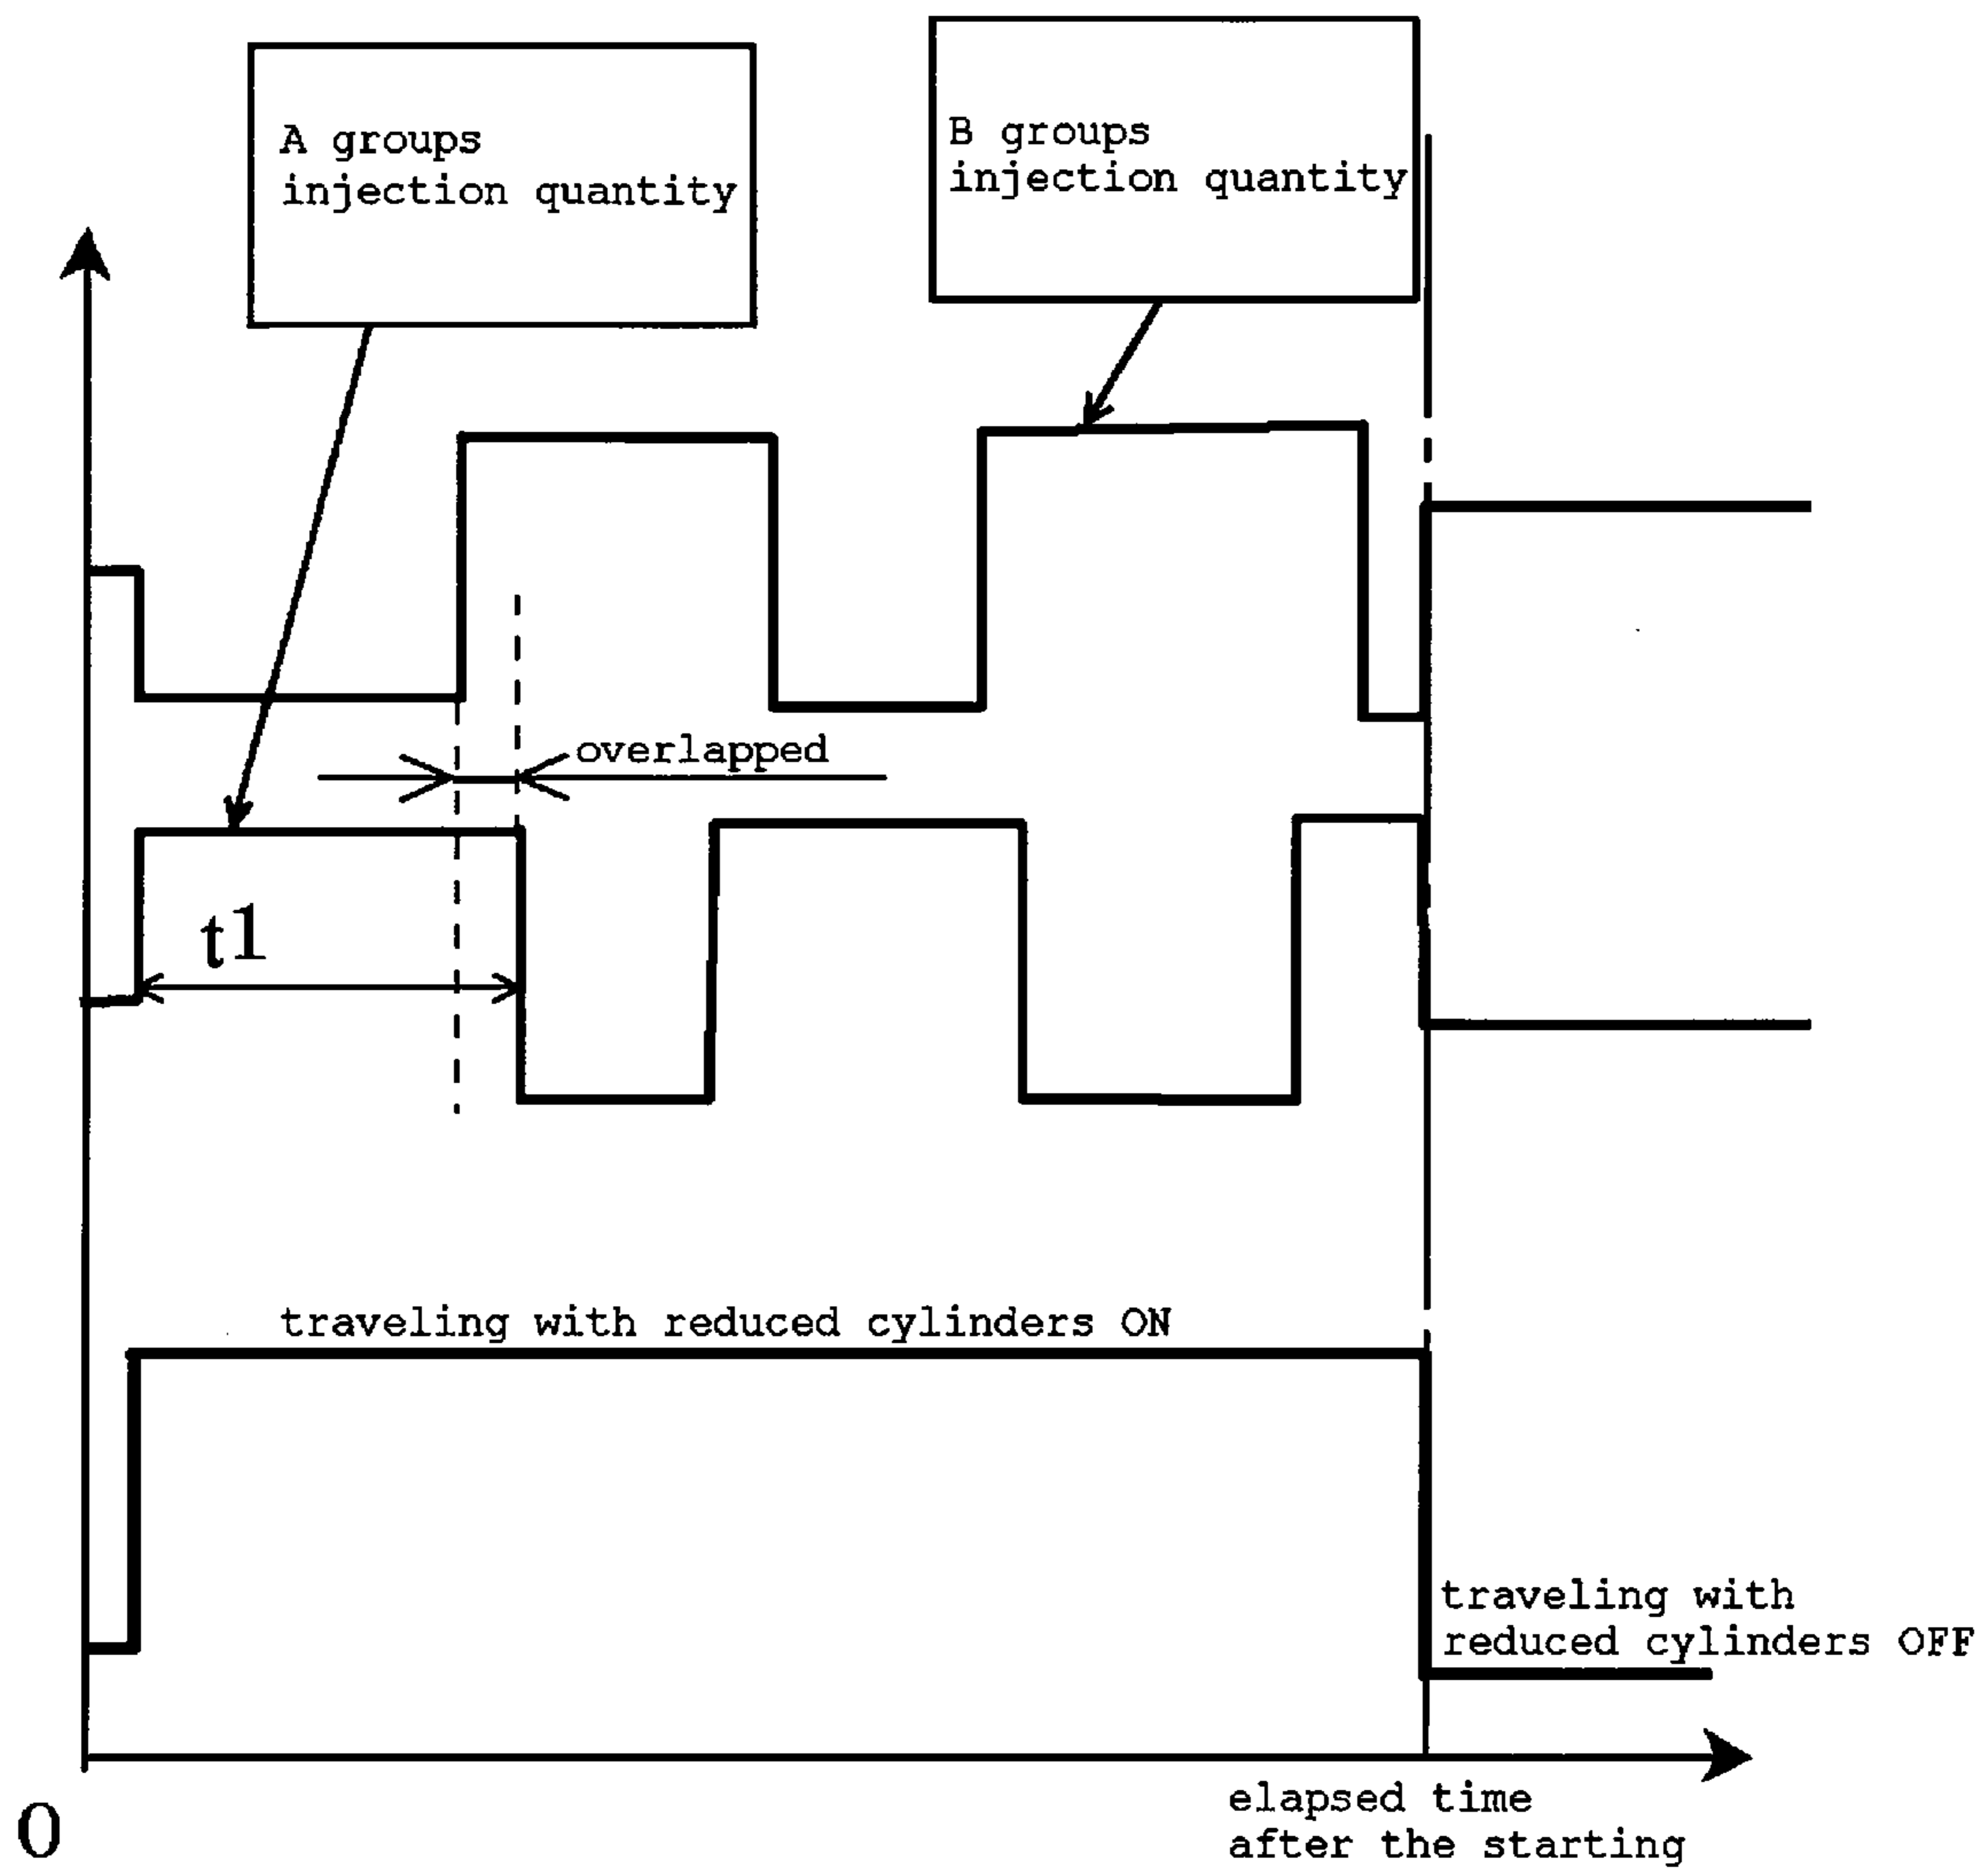 A groups
injection quantity
B groups
injection quantity
overlapped
t1
traveling with reduced cylinders ON
traveling with
reduced cylinders OFF
0
elapsed time
after the starting